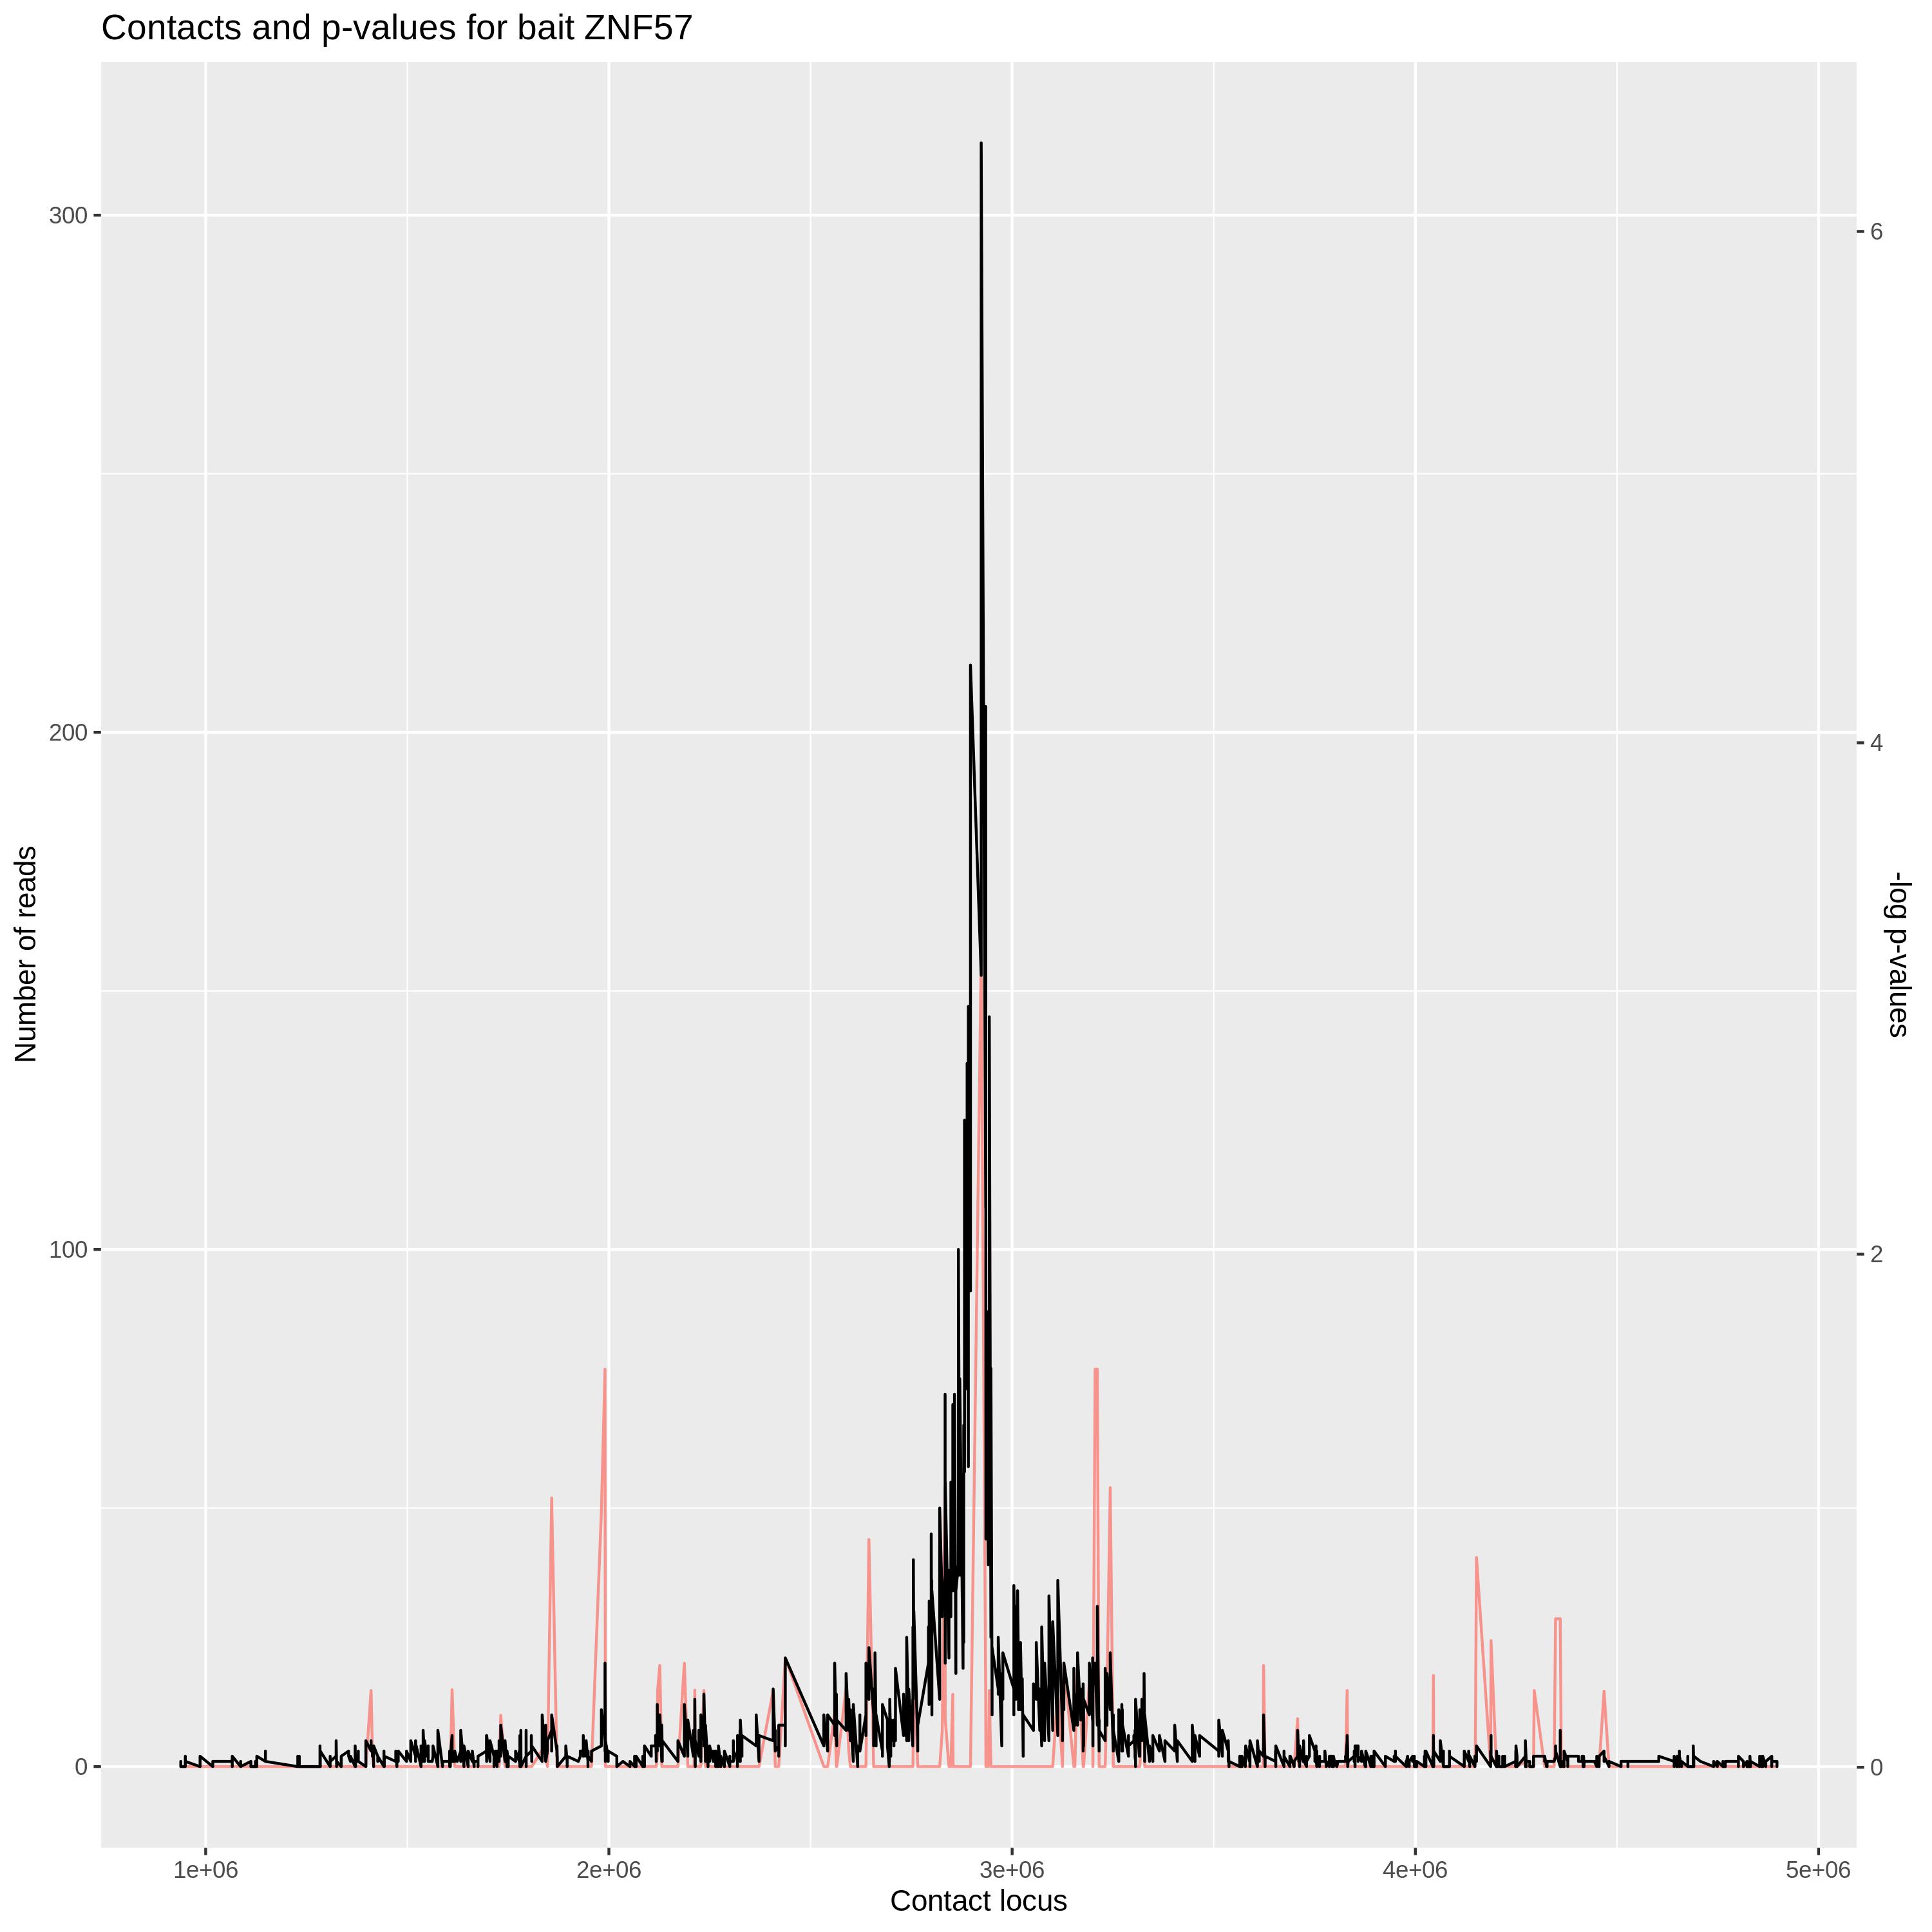 Contacts and p-values for bait ZNF57
300
200
100
0
6
4
2
0
Number of reads
-log p-values
1e+06
2e+06
3e+06
4e+06
5e+06
Contact locus